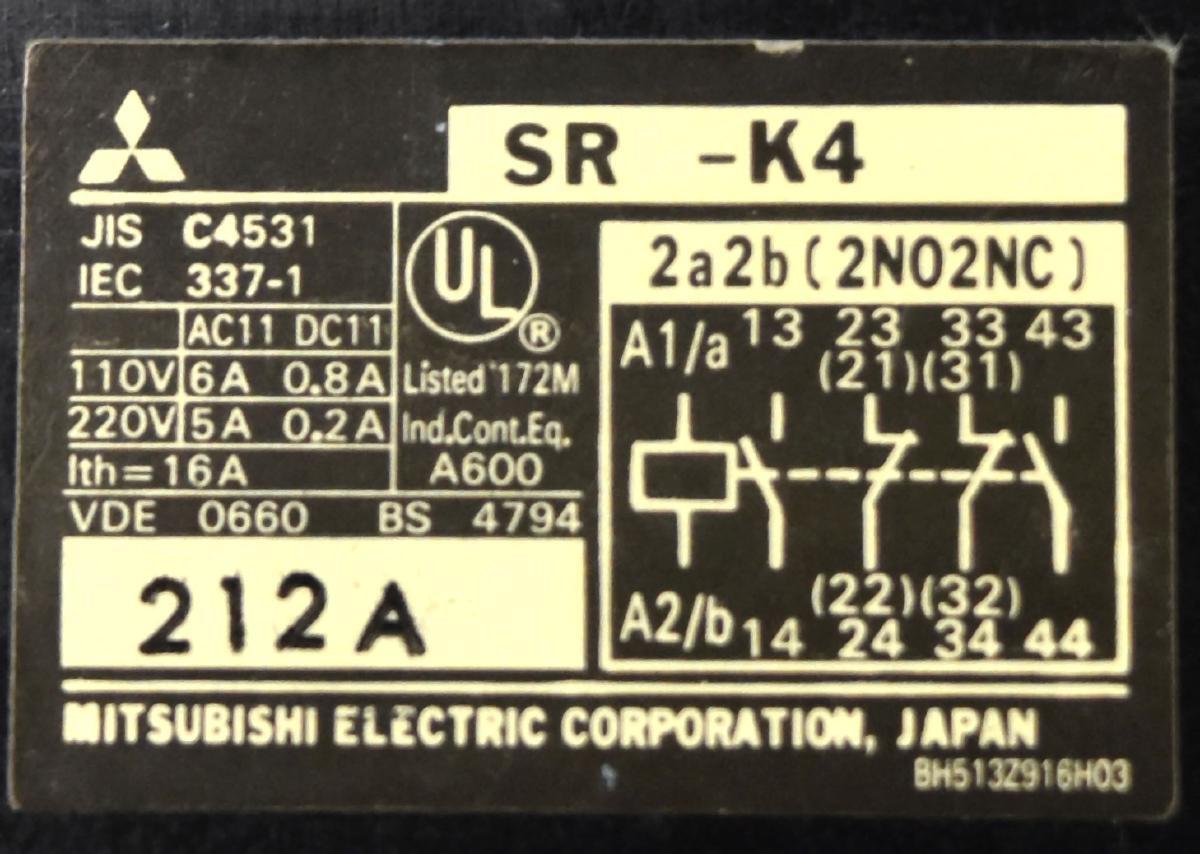 SR -K4
JIS C4531
IEC 337-1
AC11 DC11
110V 6A 0.8A
220V 5A 0.2A
Ith=16A
UL ®
Listed 172M
Ind.Cont.Eq.
A600
VDE 0660 BS 4794
212A
2a2b(2NO2NC)
A1/a 13 23 33 43
(21)(31)
(22)(32)
A2/b 14 24 34 44
MITSUBISHI ELECTRIC CORPORATION, JAPAN
BH513Z916H03